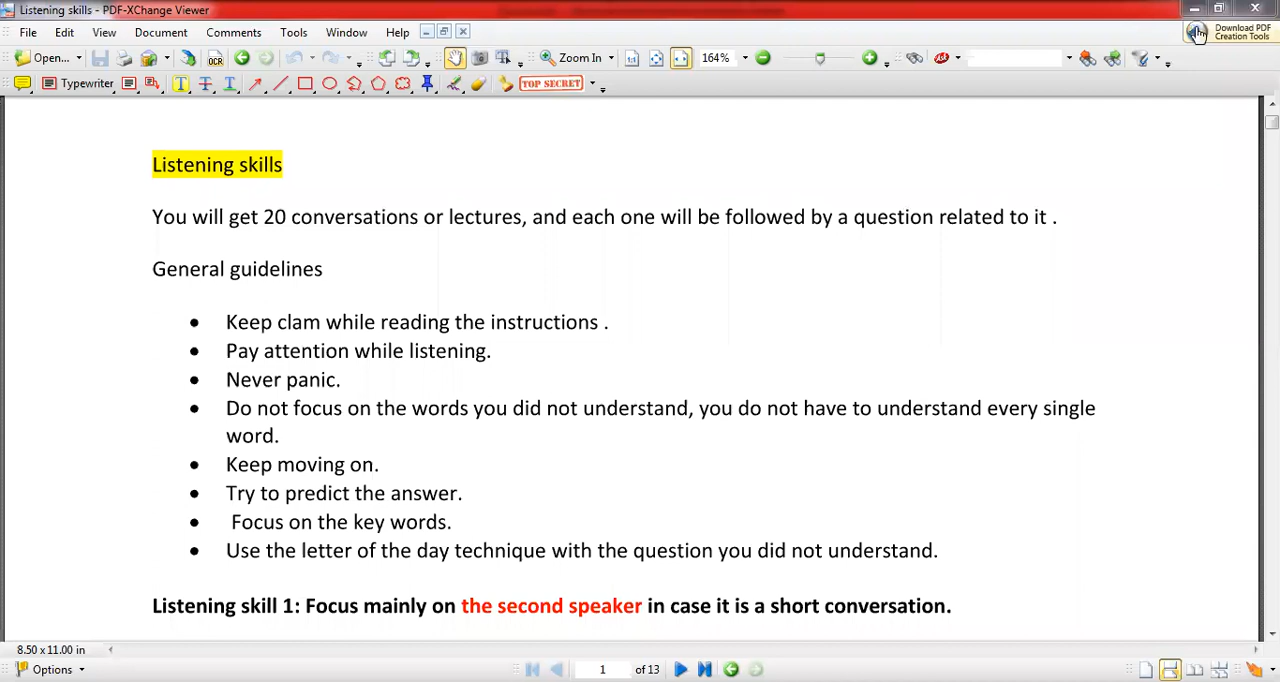 Listening skills - PDF-XChange Viewer
File Edit View Document Comments Tools Window Help
Download PDF
Creation Tools
Open... OCR Zoom In 164%
Typewriter TOP SECRET
Listening skills
You will get 20 conversations or lectures, and each one will be followed by a question related to it .
General guidelines
• Keep clam while reading the instructions .
• Pay attention while listening.
• Never panic.
• Do not focus on the words you did not understand, you do not have to understand every single
word.
• Keep moving on.
• Try to predict the answer.
• Focus on the key words.
• Use the letter of the day technique with the question you did not understand.
Listening skill 1: Focus mainly on the second speaker in case it is a short conversation.
8.50 x 11.00 in
Options 1 of 13